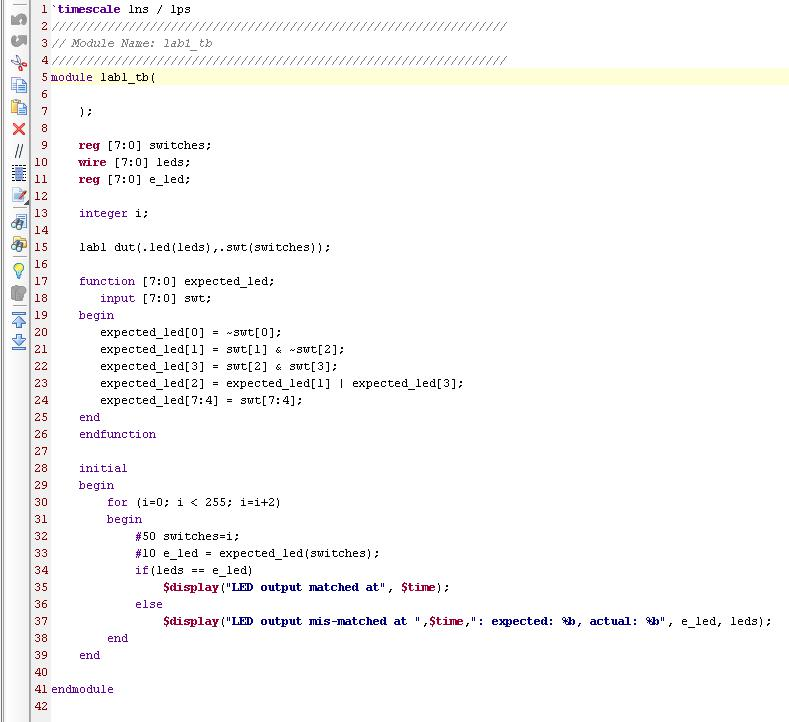 1 `timescale 1ns / 1ps
2 //////////////////////////////////////////////////////////////////
3 // Module Name: lab1_tb
4 //////////////////////////////////////////////////////////////////
5 module lab1_tb(
6
7     );
8
9     reg [7:0] switches;
10     wire [7:0] leds;
11     reg [7:0] e_led;
12
13     integer i;
14
15     lab1 dut(.led(leds),.swt(switches));
16
17     function [7:0] expected_led;
18        input [7:0] swt;
19     begin
20        expected_led[0] = ~swt[0];
21        expected_led[1] = swt[1] & ~swt[2];
22        expected_led[3] = swt[2] & swt[3];
23        expected_led[2] = expected_led[1] | expected_led[3];
24        expected_led[7:4] = swt[7:4];
25     end
26     endfunction
27
28     initial
29     begin
30         for (i=0; i < 255; i=i+2)
31         begin
32             #50 switches=i;
33             #10 e_led = expected_led(switches);
34             if(leds == e_led)
35                 $display("LED output matched at", $time);
36             else
37                 $display("LED output mis-matched at ",$time,": expected: %b, actual: %b", e_led, leds);
38         end
39     end
40
41 endmodule
42